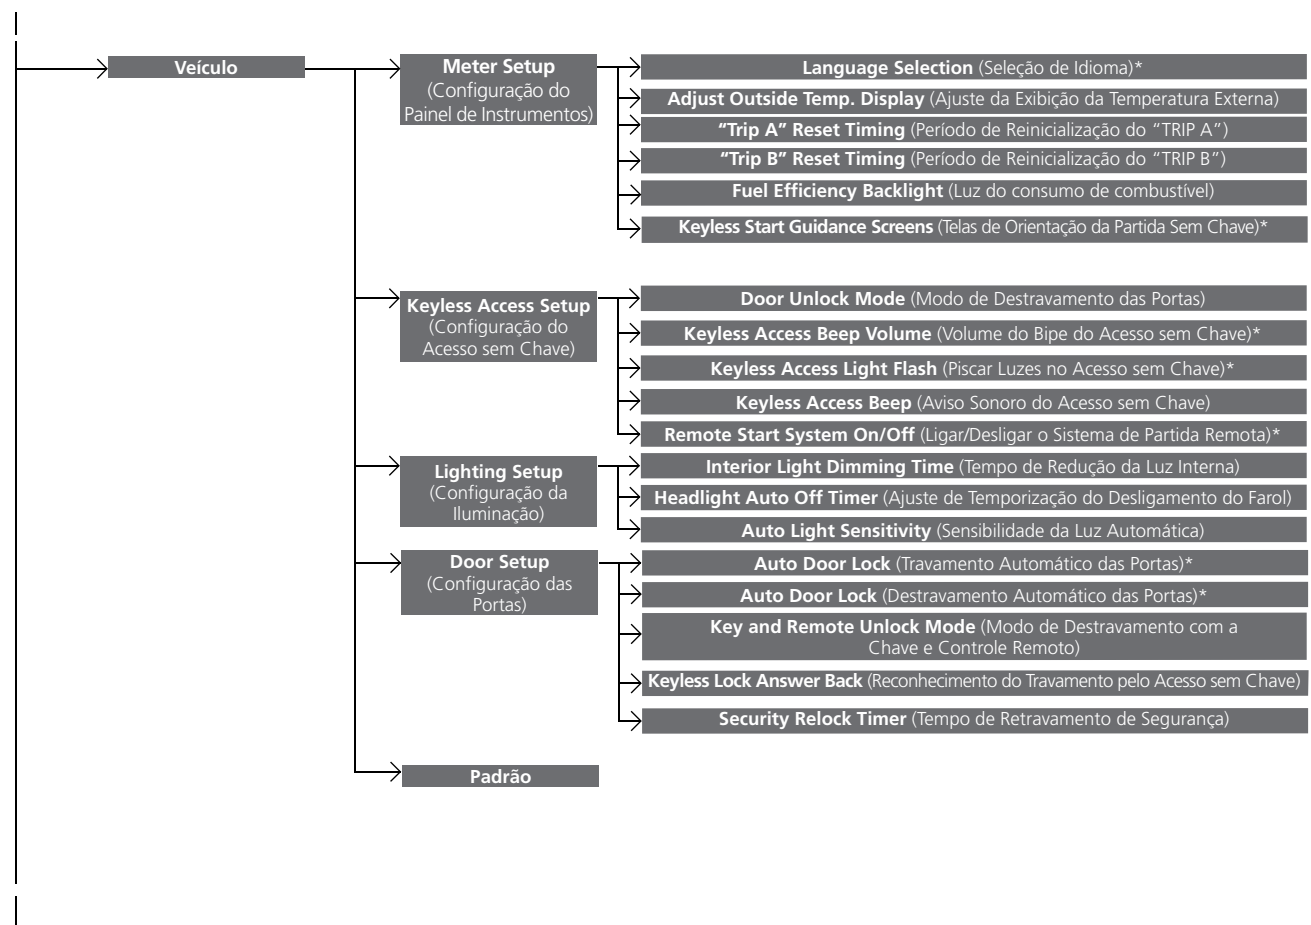 Veículo
Meter Setup
(Configuração do
Painel de Instrumentos)
Language Selection (Seleção de Idioma)*
Adjust Outside Temp. Display (Ajuste da Exibição da Temperatura Externa)
“Trip A” Reset Timing (Período de Reinicialização do “TRIP A”)
“Trip B” Reset Timing (Período de Reinicialização do “TRIP B”)
Fuel Efficiency Backlight (Luz do consumo de combustível)
Keyless Start Guidance Screens (Telas de Orientação da Partida Sem Chave)*
Keyless Access Setup
(Configuração do
Acesso sem Chave)
Door Unlock Mode (Modo de Destravamento das Portas)
Keyless Access Beep Volume (Volume do Bipe do Acesso sem Chave)*
Keyless Access Light Flash (Piscar Luzes no Acesso sem Chave)*
Keyless Access Beep (Aviso Sonoro do Acesso sem Chave)
Remote Start System On/Off (Ligar/Desligar o Sistema de Partida Remota)*
Lighting Setup
(Configuração da
Iluminação)
Interior Light Dimming Time (Tempo de Redução da Luz Interna)
Headlight Auto Off Timer (Ajuste de Temporização do Desligamento do Farol)
Auto Light Sensitivity (Sensibilidade da Luz Automática)
Door Setup
(Configuração das
Portas)
Auto Door Lock (Travamento Automático das Portas)*
Auto Door Lock (Destravamento Automático das Portas)*
Key and Remote Unlock Mode (Modo de Destravamento com a
Chave e Controle Remoto)
Keyless Lock Answer Back (Reconhecimento do Travamento pelo Acesso sem Chave)
Security Relock Timer (Tempo de Retravamento de Segurança)
Padrão